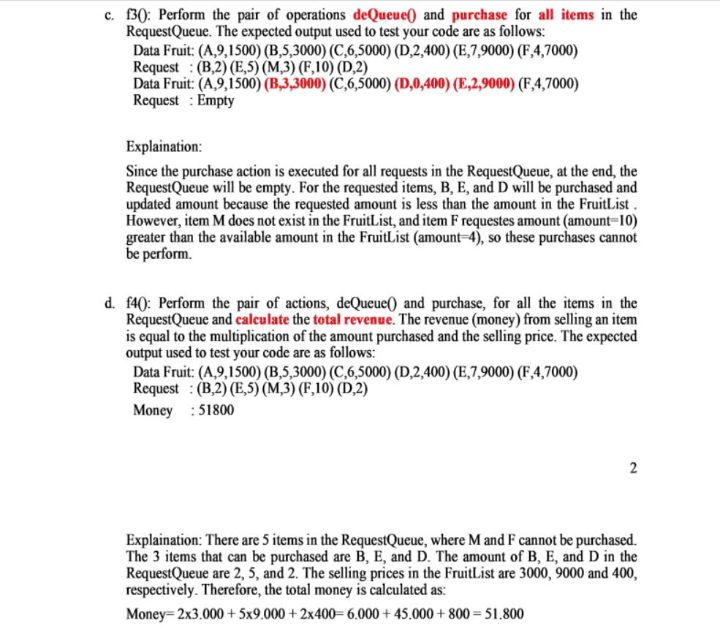 c. f3(): Perform the pair of operations deQueue() and purchase for all items in the
RequestQueue. The expected output used to test your code are as follows:
Data Fruit: (A,9,1500) (B,5,3000) (C,6,5000) (D,2,400) (E,7,9000) (F,4,7000)
Request : (B,2) (E,5) (M,3) (F,10) (D,2)
Data Fruit: (A,9,1500) (B,3,3000) (C,6,5000) (D,0,400) (E,2,9000) (F,4,7000)
Request : Empty
Explaination:
Since the purchase action is executed for all requests in the RequestQueue, at the end, the
RequestQueue will be empty. For the requested items, B, E, and D will be purchased and
updated amount because the requested amount is less than the amount in the FruitList .
However, item M does not exist in the FruitList, and item F requestes amount (amount=10)
greater than the available amount in the FruitList (amount=4), so these purchases cannot
be perform.
d. f4(): Perform the pair of actions, deQueue() and purchase, for all the items in the
RequestQueue and calculate the total revenue. The revenue (money) from selling an item
is equal to the multiplication of the amount purchased and the selling price. The expected
output used to test your code are as follows:
Data Fruit: (A,9,1500) (B,5,3000) (C,6,5000) (D,2,400) (E,7,9000) (F,4,7000)
Request : (B,2) (E,5) (M,3) (F,10) (D,2)
Money : 51800
2
Explaination: There are 5 items in the RequestQueue, where M and F cannot be purchased.
The 3 items that can be purchased are B, E, and D. The amount of B, E, and D in the
RequestQueue are 2, 5, and 2. The selling prices in the FruitList are 3000, 9000 and 400,
respectively. Therefore, the total money is calculated as:
Money= 2x3.000 + 5x9.000 + 2x400= 6.000 + 45.000 + 800 = 51.800